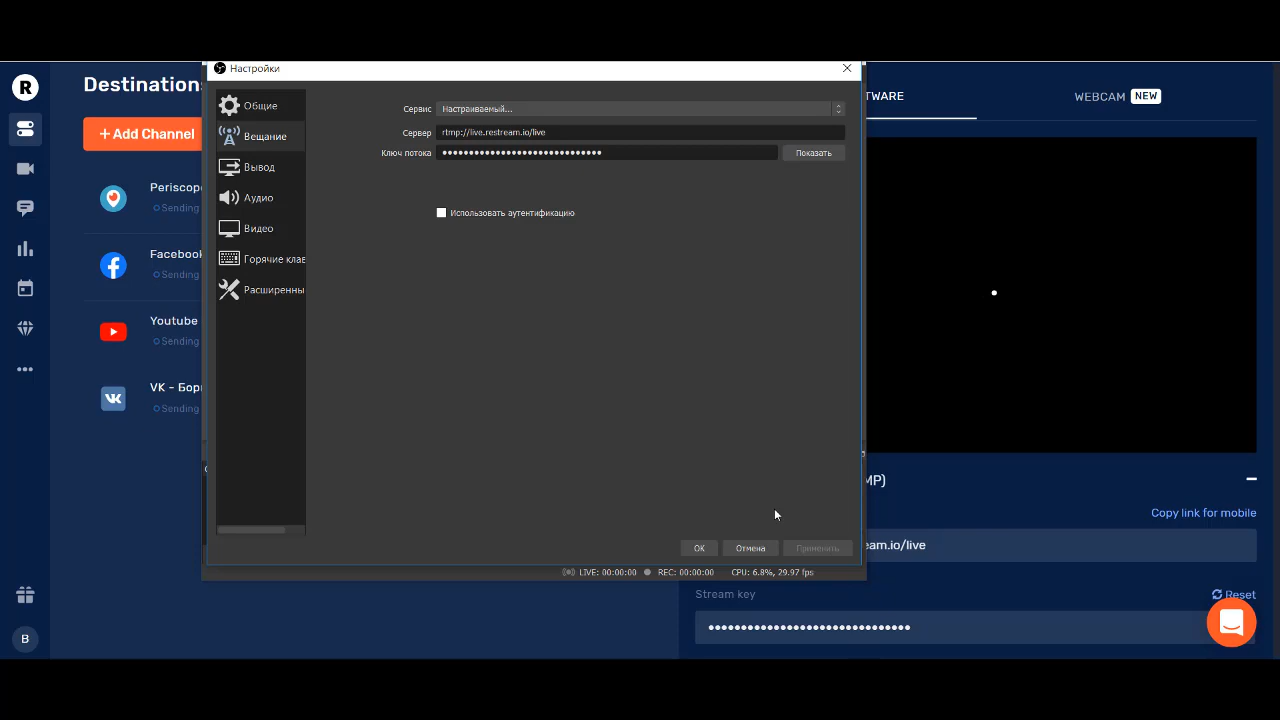 R
Destinations
+ Add Channel
Periscope
Sending
Facebook
Sending
Youtube
Sending
VK - Бор
Sending
B
Настройки
Общие
Вещание
Вывод
Аудио
Видео
Горячие клав
Расширенны
Сервис
Настраиваемый...
Сервер
rtmp://live.restream.io/live
Ключ потока
••••••••••••••••••••••••••••••
Показать
Использовать аутентификацию
ОК
Отмена
Применить
LIVE: 00:00:00
REC: 00:00:00
CPU: 6.8%, 29.97 fps
TWARE
WEBCAM NEW
MP)
Copy link for mobile
eam.io/live
Stream key
Reset
•••••••••••••••••••••••••••••••